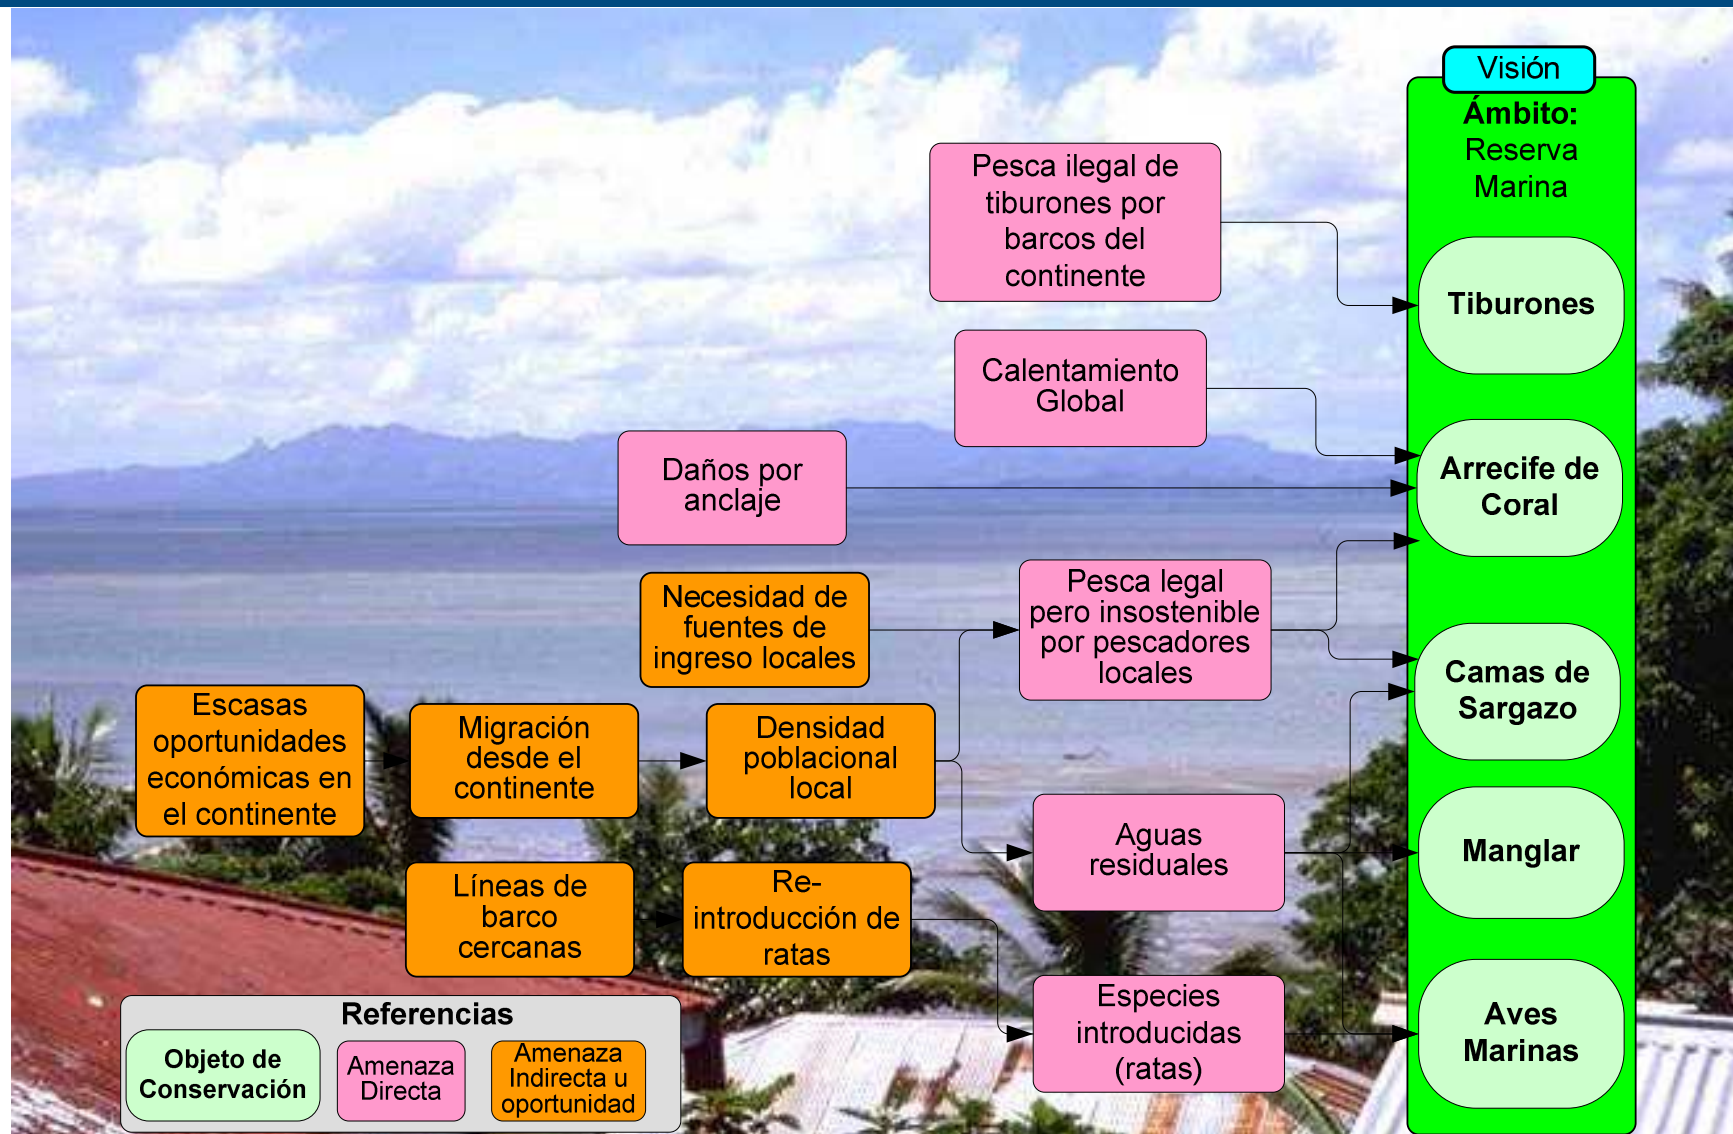 Visión
Ámbito:
Reserva
Marina
Pesca ilegal de
tiburones por
barcos del
continente
Tiburones
Calentamiento
Global
Daños por
anclaje
Arrecife de
Coral
Necesidad de
fuentes de
ingreso locales
Pesca legal
pero insostenible
por pescadores
locales
Camas de
Sargazo
Escasas
oportunidades
económicas en
el continente
Migración
desde el
continente
Densidad
poblacional
local
Aguas
residuales
Manglar
Líneas de
barco
cercanas
Re-
introducción de
ratas
Especies
introducidas
(ratas)
Aves
Marinas
Referencias
Objeto de
Conservación
Amenaza
Directa
Amenaza
Indirecta u
oportunidad